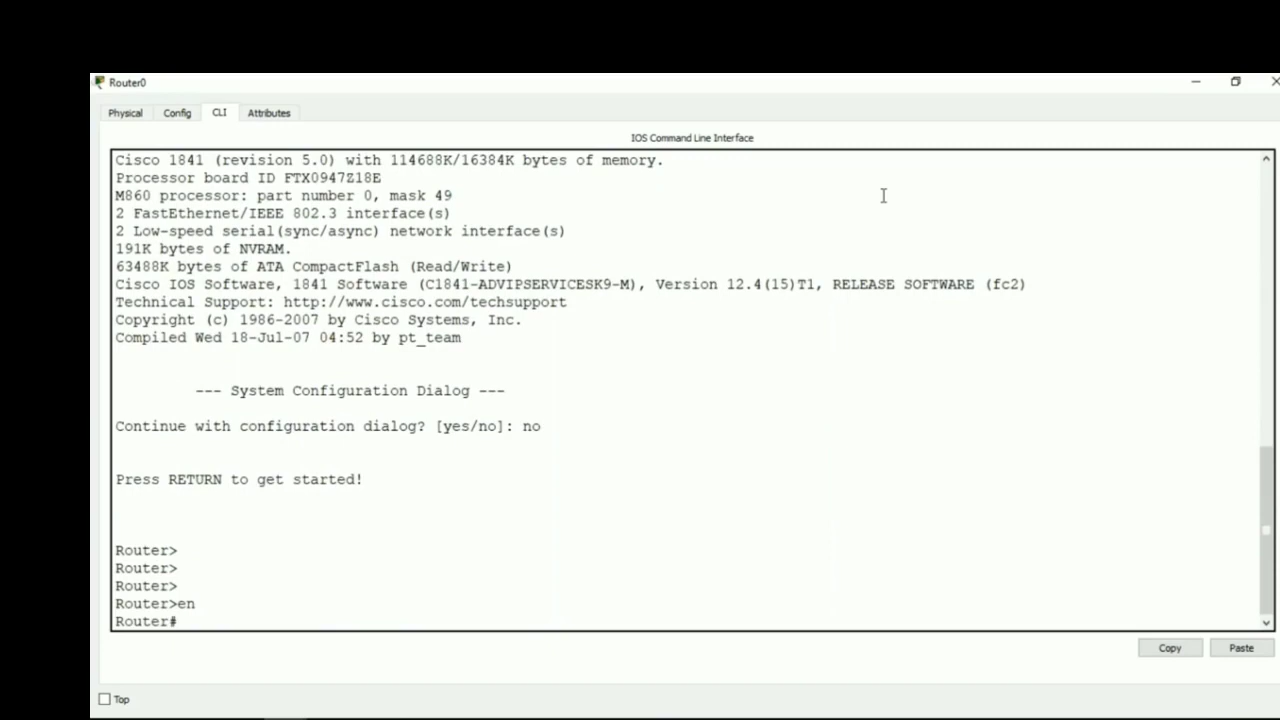 Router0
Physical Config CLI Attributes
IOS Command Line Interface
Cisco 1841 (revision 5.0) with 114688K/16384K bytes of memory.
Processor board ID FTX0947Z18E
M860 processor: part number 0, mask 49
2 FastEthernet/IEEE 802.3 interface(s)
2 Low-speed serial(sync/async) network interface(s)
191K bytes of NVRAM.
63488K bytes of ATA CompactFlash (Read/Write)
Cisco IOS Software, 1841 Software (C1841-ADVIPSERVICESK9-M), Version 12.4(15)T1, RELEASE SOFTWARE (fc2)
Technical Support: http://www.cisco.com/techsupport
Copyright (c) 1986-2007 by Cisco Systems, Inc.
Compiled Wed 18-Jul-07 04:52 by pt_team
--- System Configuration Dialog ---
Continue with configuration dialog? [yes/no]: no
Press RETURN to get started!
Router>
Router>
Router>
Router>en
Router#
Copy Paste
Top